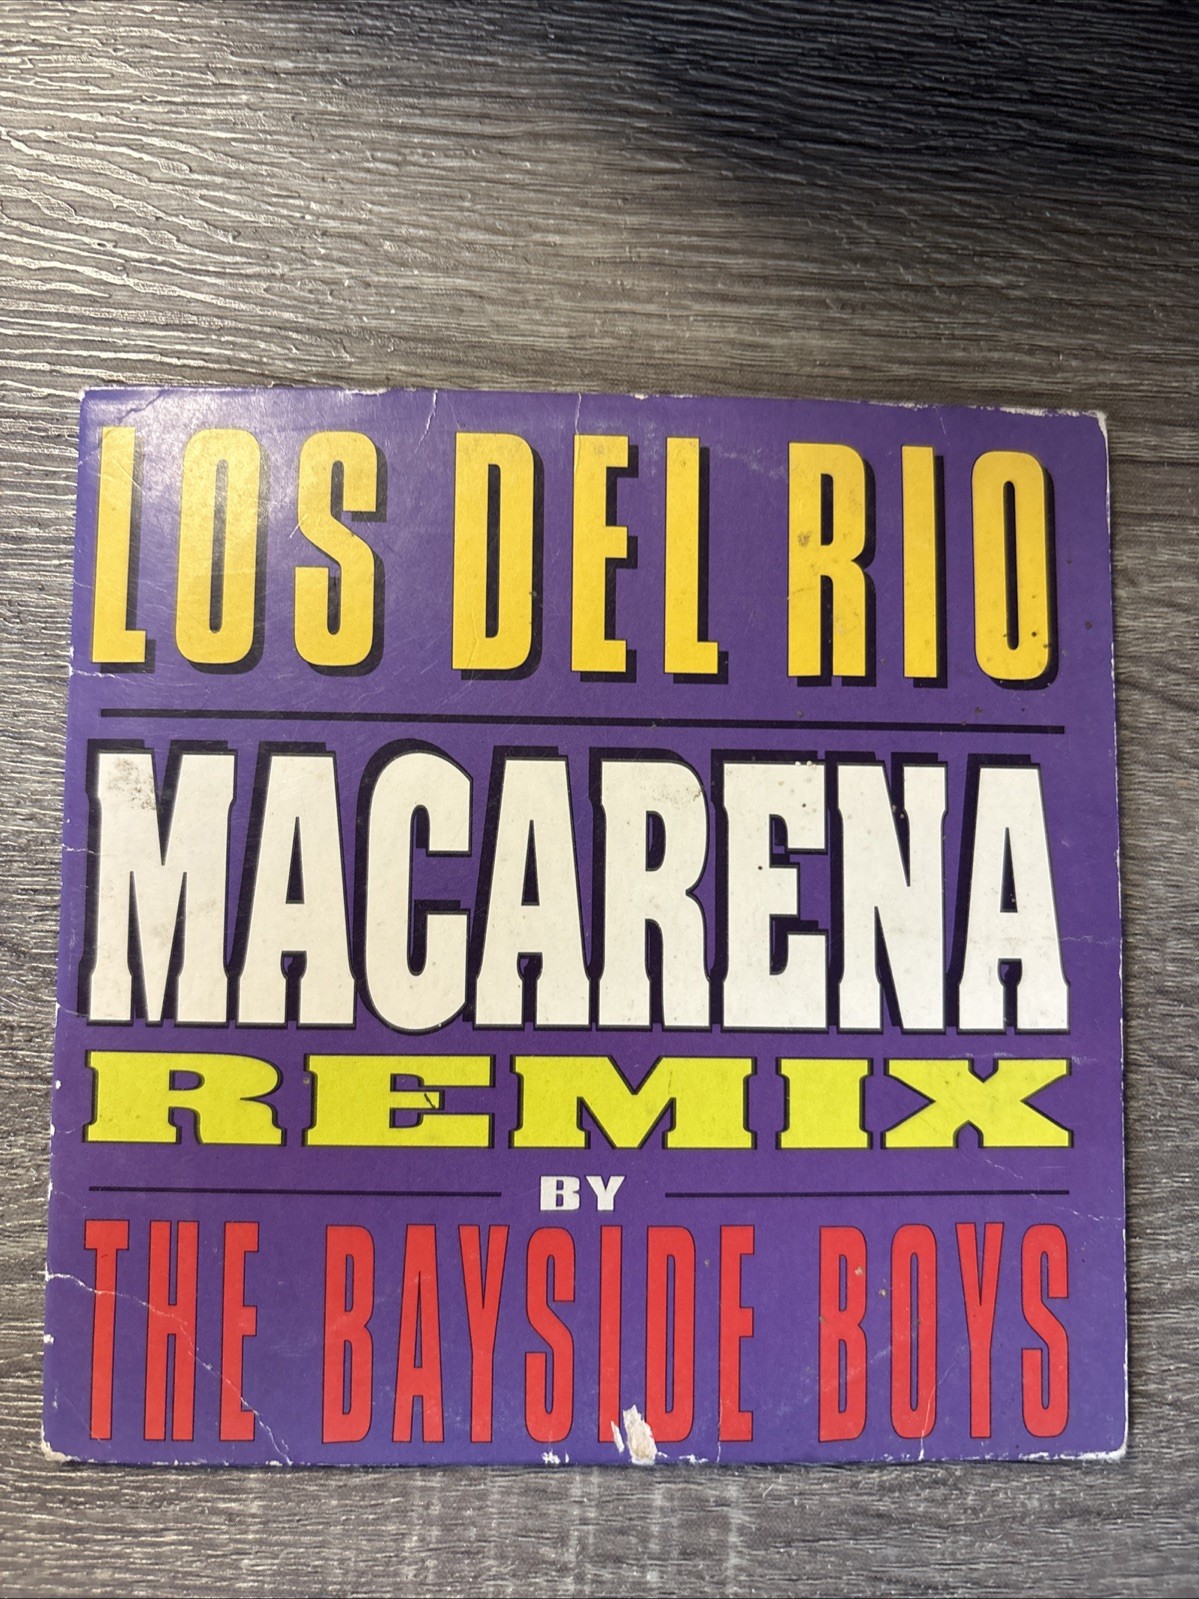 LOS DEL RIO
MACARENA
REMIX
BY
THE BAYSIDE BOYS